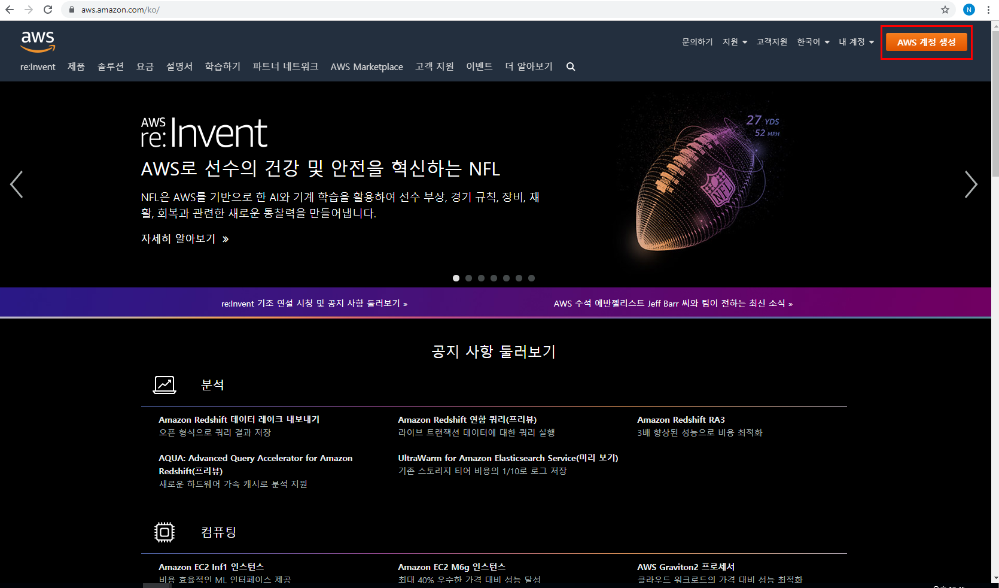 aws.amazon.com/ko/
N
aws
문의하기 지원 고객지원 한국어 내 계정 AWS 계정 생성
re:Invent 제품 솔루션 요금 설명서 학습하기 파트너 네트워크 AWS Marketplace 고객 지원 이벤트 더 알아보기
AWS
re:Invent
27 YDS
52 MPH
NFL
AWS로 선수의 건강 및 안전을 혁신하는 NFL
NFL은 AWS를 기반으로 한 AI와 기계 학습을 활용하여 선수 부상, 경기 규칙, 장비, 재
활, 회복과 관련한 새로운 통찰력을 만들어냅니다.
자세히 알아보기 »
re:Invent 기조 연설 시청 및 공지 사항 둘러보기 »
AWS 수석 에반젤리스트 Jeff Barr 씨와 팀이 전하는 최신 소식 »
공지 사항 둘러보기
분석
Amazon Redshift 데이터 레이크 내보내기
오픈 형식으로 쿼리 결과 저장
Amazon Redshift 연합 쿼리(프리뷰)
라이브 트랜잭션 데이터에 대한 쿼리 실행
Amazon Redshift RA3
3배 향상된 성능으로 비용 최적화
AQUA: Advanced Query Accelerator for Amazon
Redshift(프리뷰)
새로운 하드웨어 가속 캐시로 분석 지원
UltraWarm for Amazon Elasticsearch Service(미리 보기)
기존 스토리지 티어 비용의 1/10로 로그 저장
컴퓨팅
Amazon EC2 Inf1 인스턴스
비용 효율적인 ML 인터페이스 제공
Amazon EC2 M6g 인스턴스
최대 40% 우수한 가격 대비 성능 달성
AWS Graviton2 프로세서
클라우드 워크로드의 가격 대비 성능 최적화